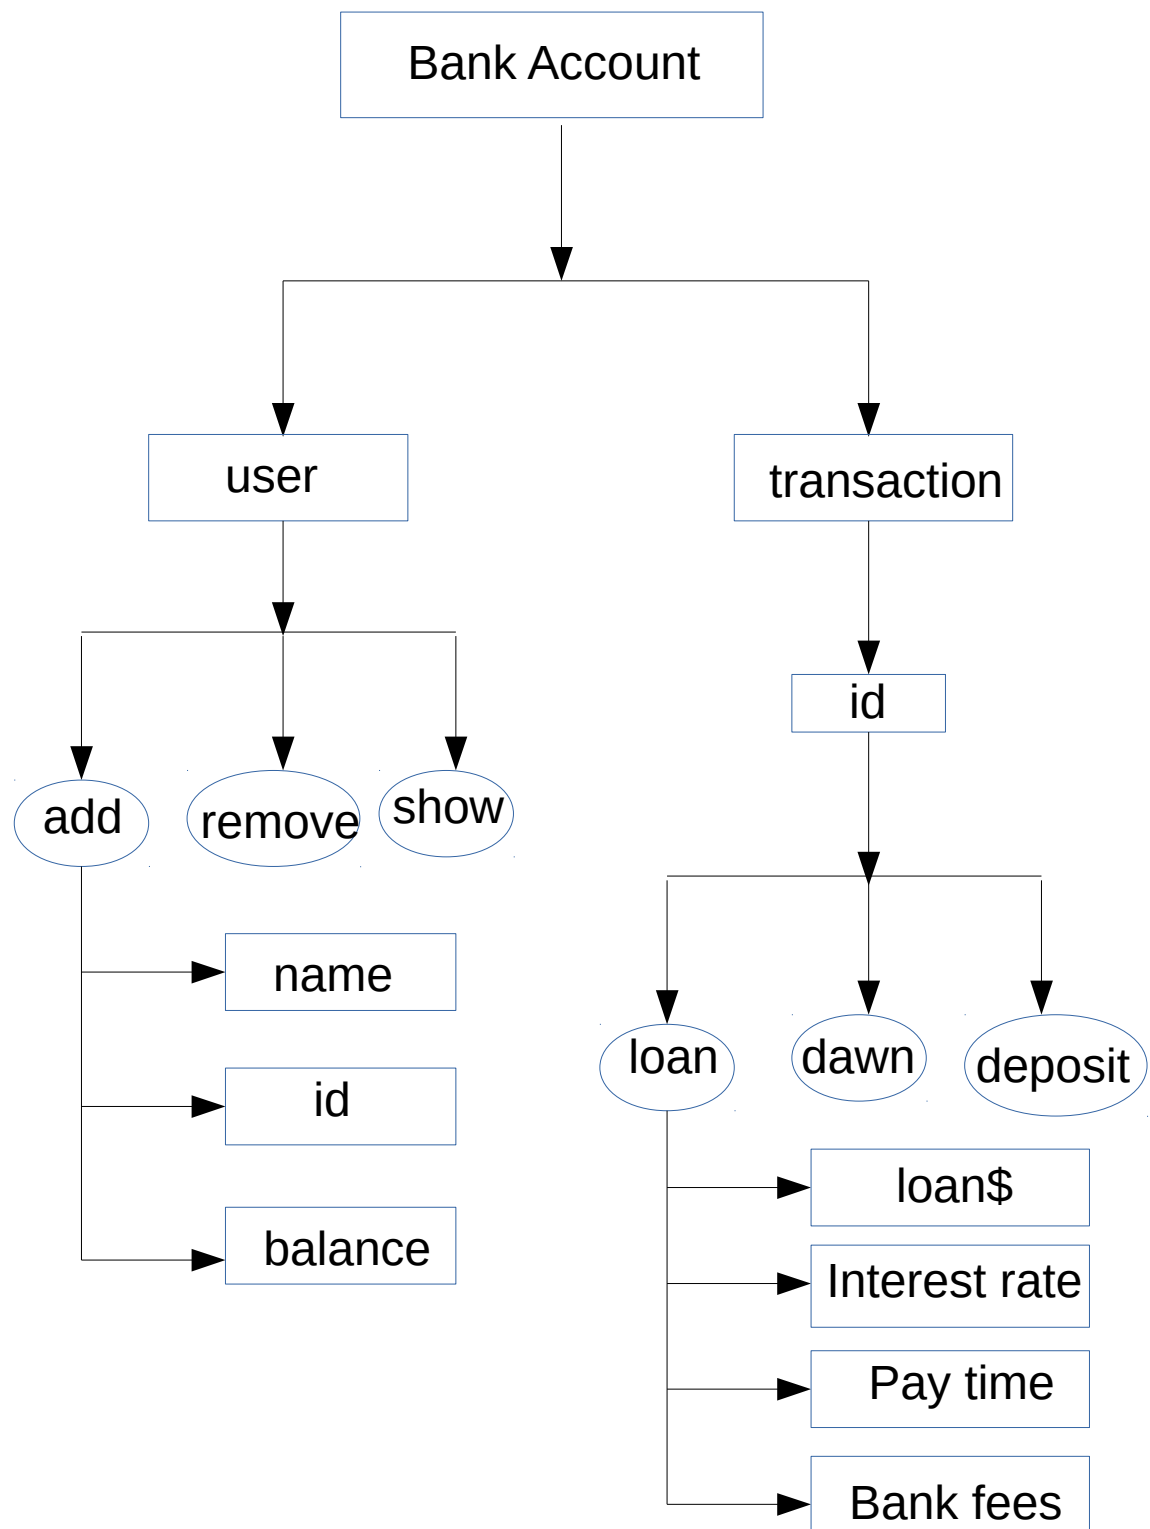 Bank Account
user
transaction
id
add
remove
show
name
id
balance
loan
dawn
deposit
loan$
Interest rate
Pay time
Bank fees